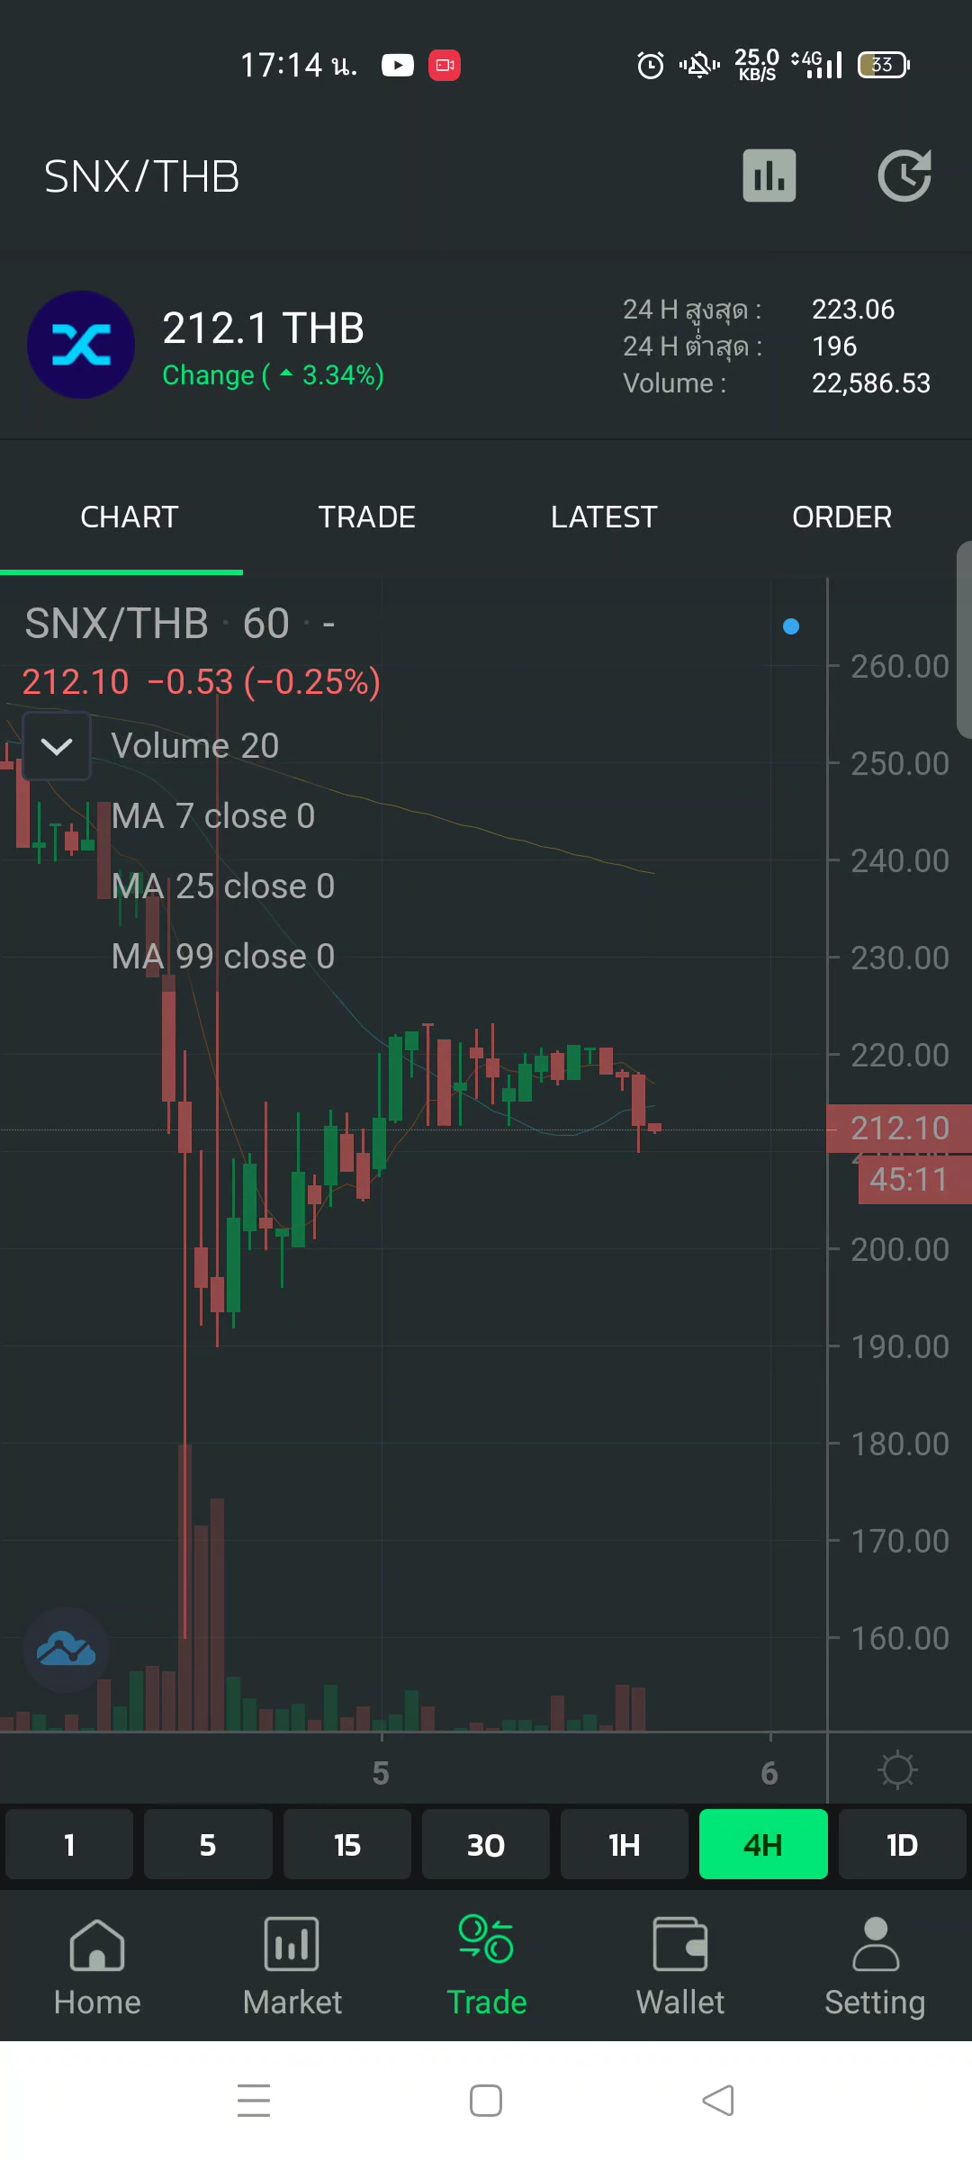 17:14 น. 25.0 KB/S 4G 33
SNX/THB
212.1 THB
Change ( 3.34%)
24 H สูงสุด : 223.06
24 H ต่ำสุด : 196
Volume : 22,586.53
CHART TRADE LATEST ORDER
SNX/THB · 60 · -
212.10 −0.53 (−0.25%)
Volume 20
MA 7 close 0
MA 25 close 0
MA 99 close 0
260.00
250.00
240.00
230.00
220.00
212.10
45:11
200.00
190.00
180.00
170.00
160.00
5 6
1 5 15 30 1H 4H 1D
Home Market Trade Wallet Setting